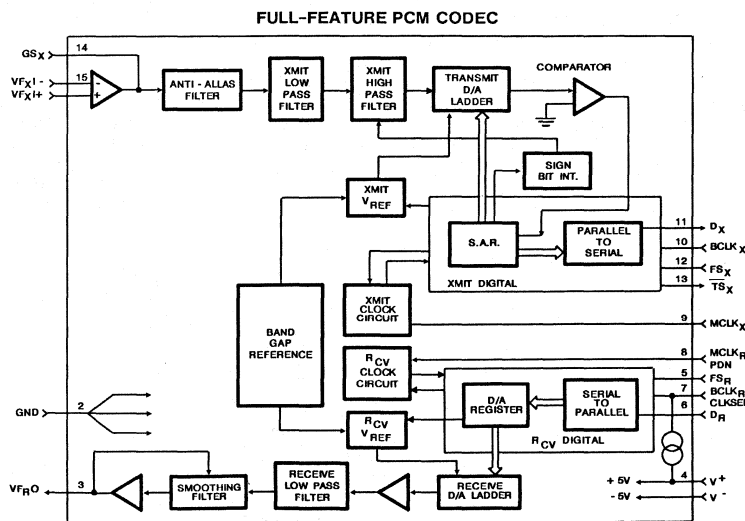 FULL-FEATURE PCM CODEC
GSX 14
VFXI- 15
VFXI+
-
+
ANTI-ALLAS
FILTER
XMIT
LOW
PASS
FILTER
XMIT
HIGH
PASS
FILTER
TRANSMIT
D/A
LADDER
COMPARATOR
SIGN
BIT INT.
XMIT
VREF
S.A.R.
PARALLEL
TO
SERIAL
XMIT DIGITAL
11 DX
10 BCLKX
12 FSX
13 TSX
XMIT
CLOCK
CIRCUIT
9 MCLKX
BAND
GAP
REFERENCE
RCV
CLOCK
CIRCUIT
8 MCLKR
PDN
5 FSR
7 BCLKR
CLKSEL
6 DR
D/A
REGISTER
SERIAL
TO
PARALLEL
RCV DIGITAL
GND 2
RCV
VREF
VFRO 3
SMOOTHING
FILTER
RECEIVE
LOW PASS
FILTER
RECEIVE
D/A LADDER
+ 5V 4 V+
- 5V V-